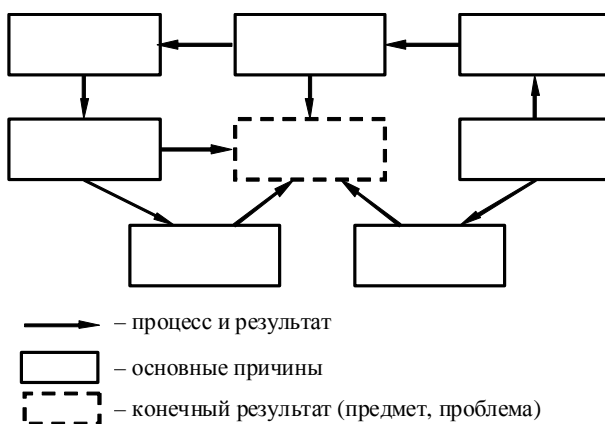 – процесс и результат
– основные причины
– конечный результат (предмет, проблема)